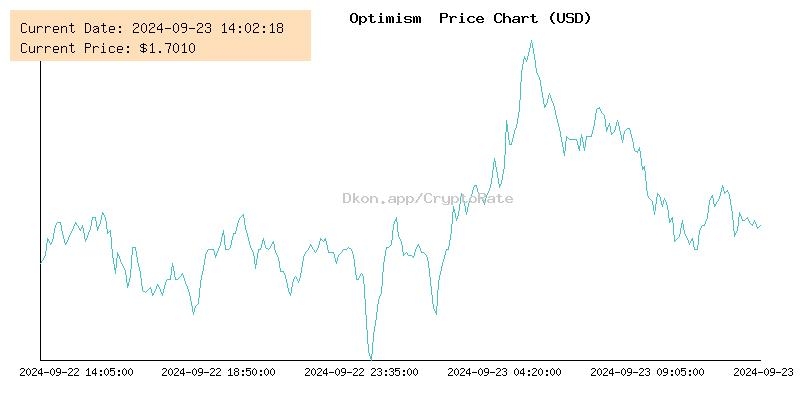 Optimism  Price Chart (USD)
Current Date: 2024-09-23 14:02:18
Current Price: $1.7010
Dkon.app/CryptoRate
2024-09-22 14:05:00 2024-09-22 18:50:00 2024-09-22 23:35:00 2024-09-23 04:20:00 2024-09-23 09:05:00 2024-09-23